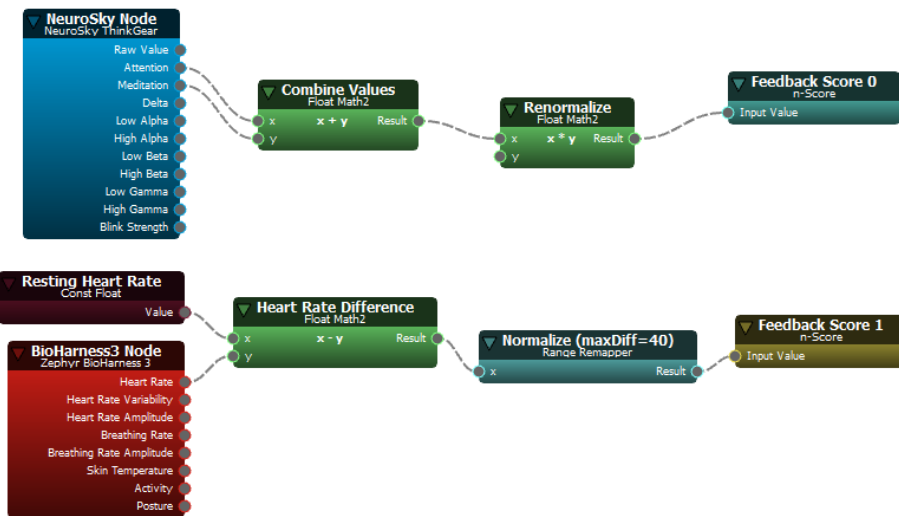 NeuroSky Node
NeuroSky ThinkGear
Raw Value
Attention
Meditation
Delta
Low Alpha
High Alpha
Low Beta
High Beta
Low Gamma
High Gamma
Blink Strength
Combine Values
Float Math2
x x + y Result
y
Renormalize
Float Math2
x x * y Result
y
Feedback Score 0
n-Score
Input Value
Resting Heart Rate
Const Float
Value
BioHarness3 Node
Zephyr BioHarness 3
Heart Rate
Heart Rate Variability
Heart Rate Amplitude
Breathing Rate
Breathing Rate Amplitude
Skin Temperature
Activity
Posture
Heart Rate Difference
Float Math2
x x - y Result
y
Normalize (maxDiff=40)
Range Remapper
x Result
Feedback Score 1
n-Score
Input Value